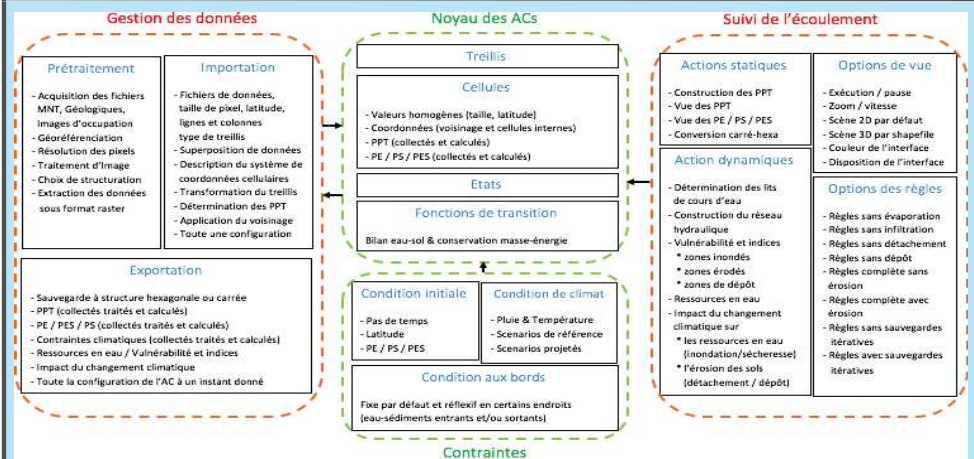 Gestion des données
Prétraitement
- Acquisition des fichiers
MNT, Géologiques,
Images d'occupation
- Géoréférenciation
- Résolution des pixels
- Traitement d'Image
- Choix de structuration
- Extraction des données
sous format raster
Importation
- Fichiers de données,
taille de pixel, latitude,
lignes et colonnes
type de treillis
- Superposition de données
- Description du système de
coordonnées cellulaires
- Transformation du treillis
- Détermination des PPT
- Application du voisinage
- Toute une configuration
Exportation
- Sauvegarde à structure hexagonale ou carrée
- PPT (collectés traités et calculés)
- PE / PES / PS (collectés traités et calculés)
- Contraintes climatiques (collectés traités et calculés)
- Ressources en eau / Vulnérabilité et indices
- Impact du changement climatique
- Toute la configuration de l'AC à un instant donné
Noyau des ACs
Treillis
Cellules
- Valeurs homogènes (taille, latitude)
- Coordonnées (voisinage et cellules internes)
- PPT (collectés et calculés)
- PE / PS / PES (collectés et calculés)
Etats
Fonctions de transition
Bilan eau-sol & conservation masse-énergie
Condition initiale
- Pas de temps
- Latitude
- PE / PS / PES
Condition de climat
- Pluie & Température
- Scenarios de référence
- Scenarios projetés
Condition aux bords
Fixe par défaut et réflexif en certains endroits
(eau-sédiments entrants et/ou sortants)
Contraintes
Suivi de l'écoulement
Actions statiques
- Construction des PPT
- Vue des PPT
- Vue des PE / PS / PES
- Conversion carré-hexa
Action dynamiques
- Détermination des lits
de cours d'eau
- Construction du réseau
hydraulique
- Vulnérabilité et indices
* zones inondés
* zones érodés
* zones de dépôt
- Ressources en eau
- Impact du changement
climatique sur
* les ressources en eau
(inondation/sécheresse)
* l'érosion des sols
(détachement / dépôt)
Options de vue
- Exécution / pause
- Zoom / vitesse
- Scène 2D par défaut
- Scène 3D par shapefile
- Couleur de l'interface
- Disposition de l'interface
Options des règles
- Règles sans évaporation
- Règles sans infiltration
- Règles sans détachement
- Règles sans dépôt
- Règles complète sans
érosion
- Règles complète avec
érosion
- Règles sans sauvegardes
itératives
- Règles avec sauvegardes
itératives